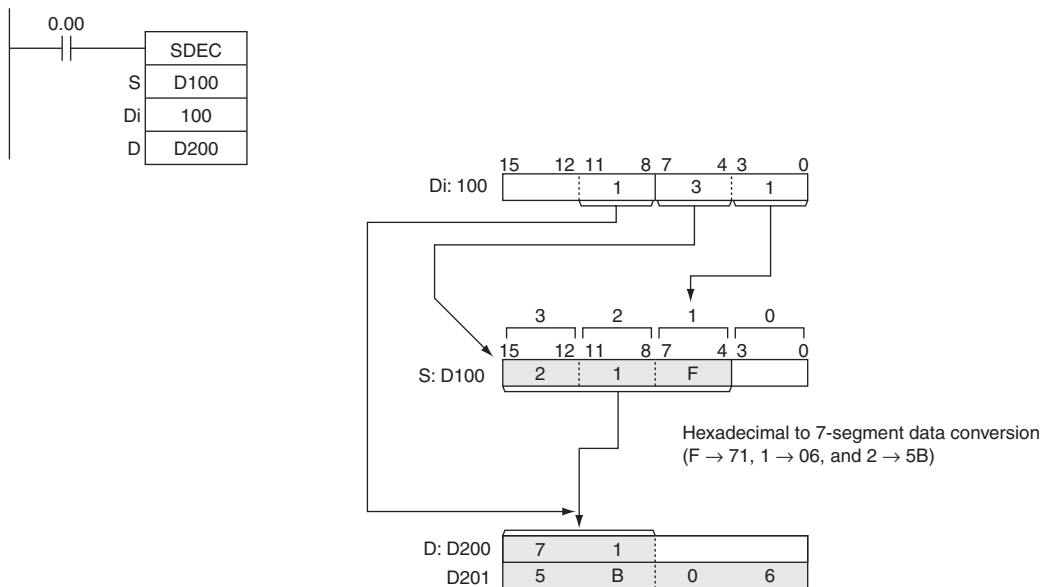 0.00
SDEC
S D100
Di 100
D D200
15 12 11 8 7 4 3 0
Di: 100 1 3 1
3 2 1 0
15 12 11 8 7 4 3 0
S: D100 2 1 F
Hexadecimal to 7-segment data conversion
(F → 71, 1 → 06, and 2 → 5B)
D: D200 7 1
D201 5 B 0 6